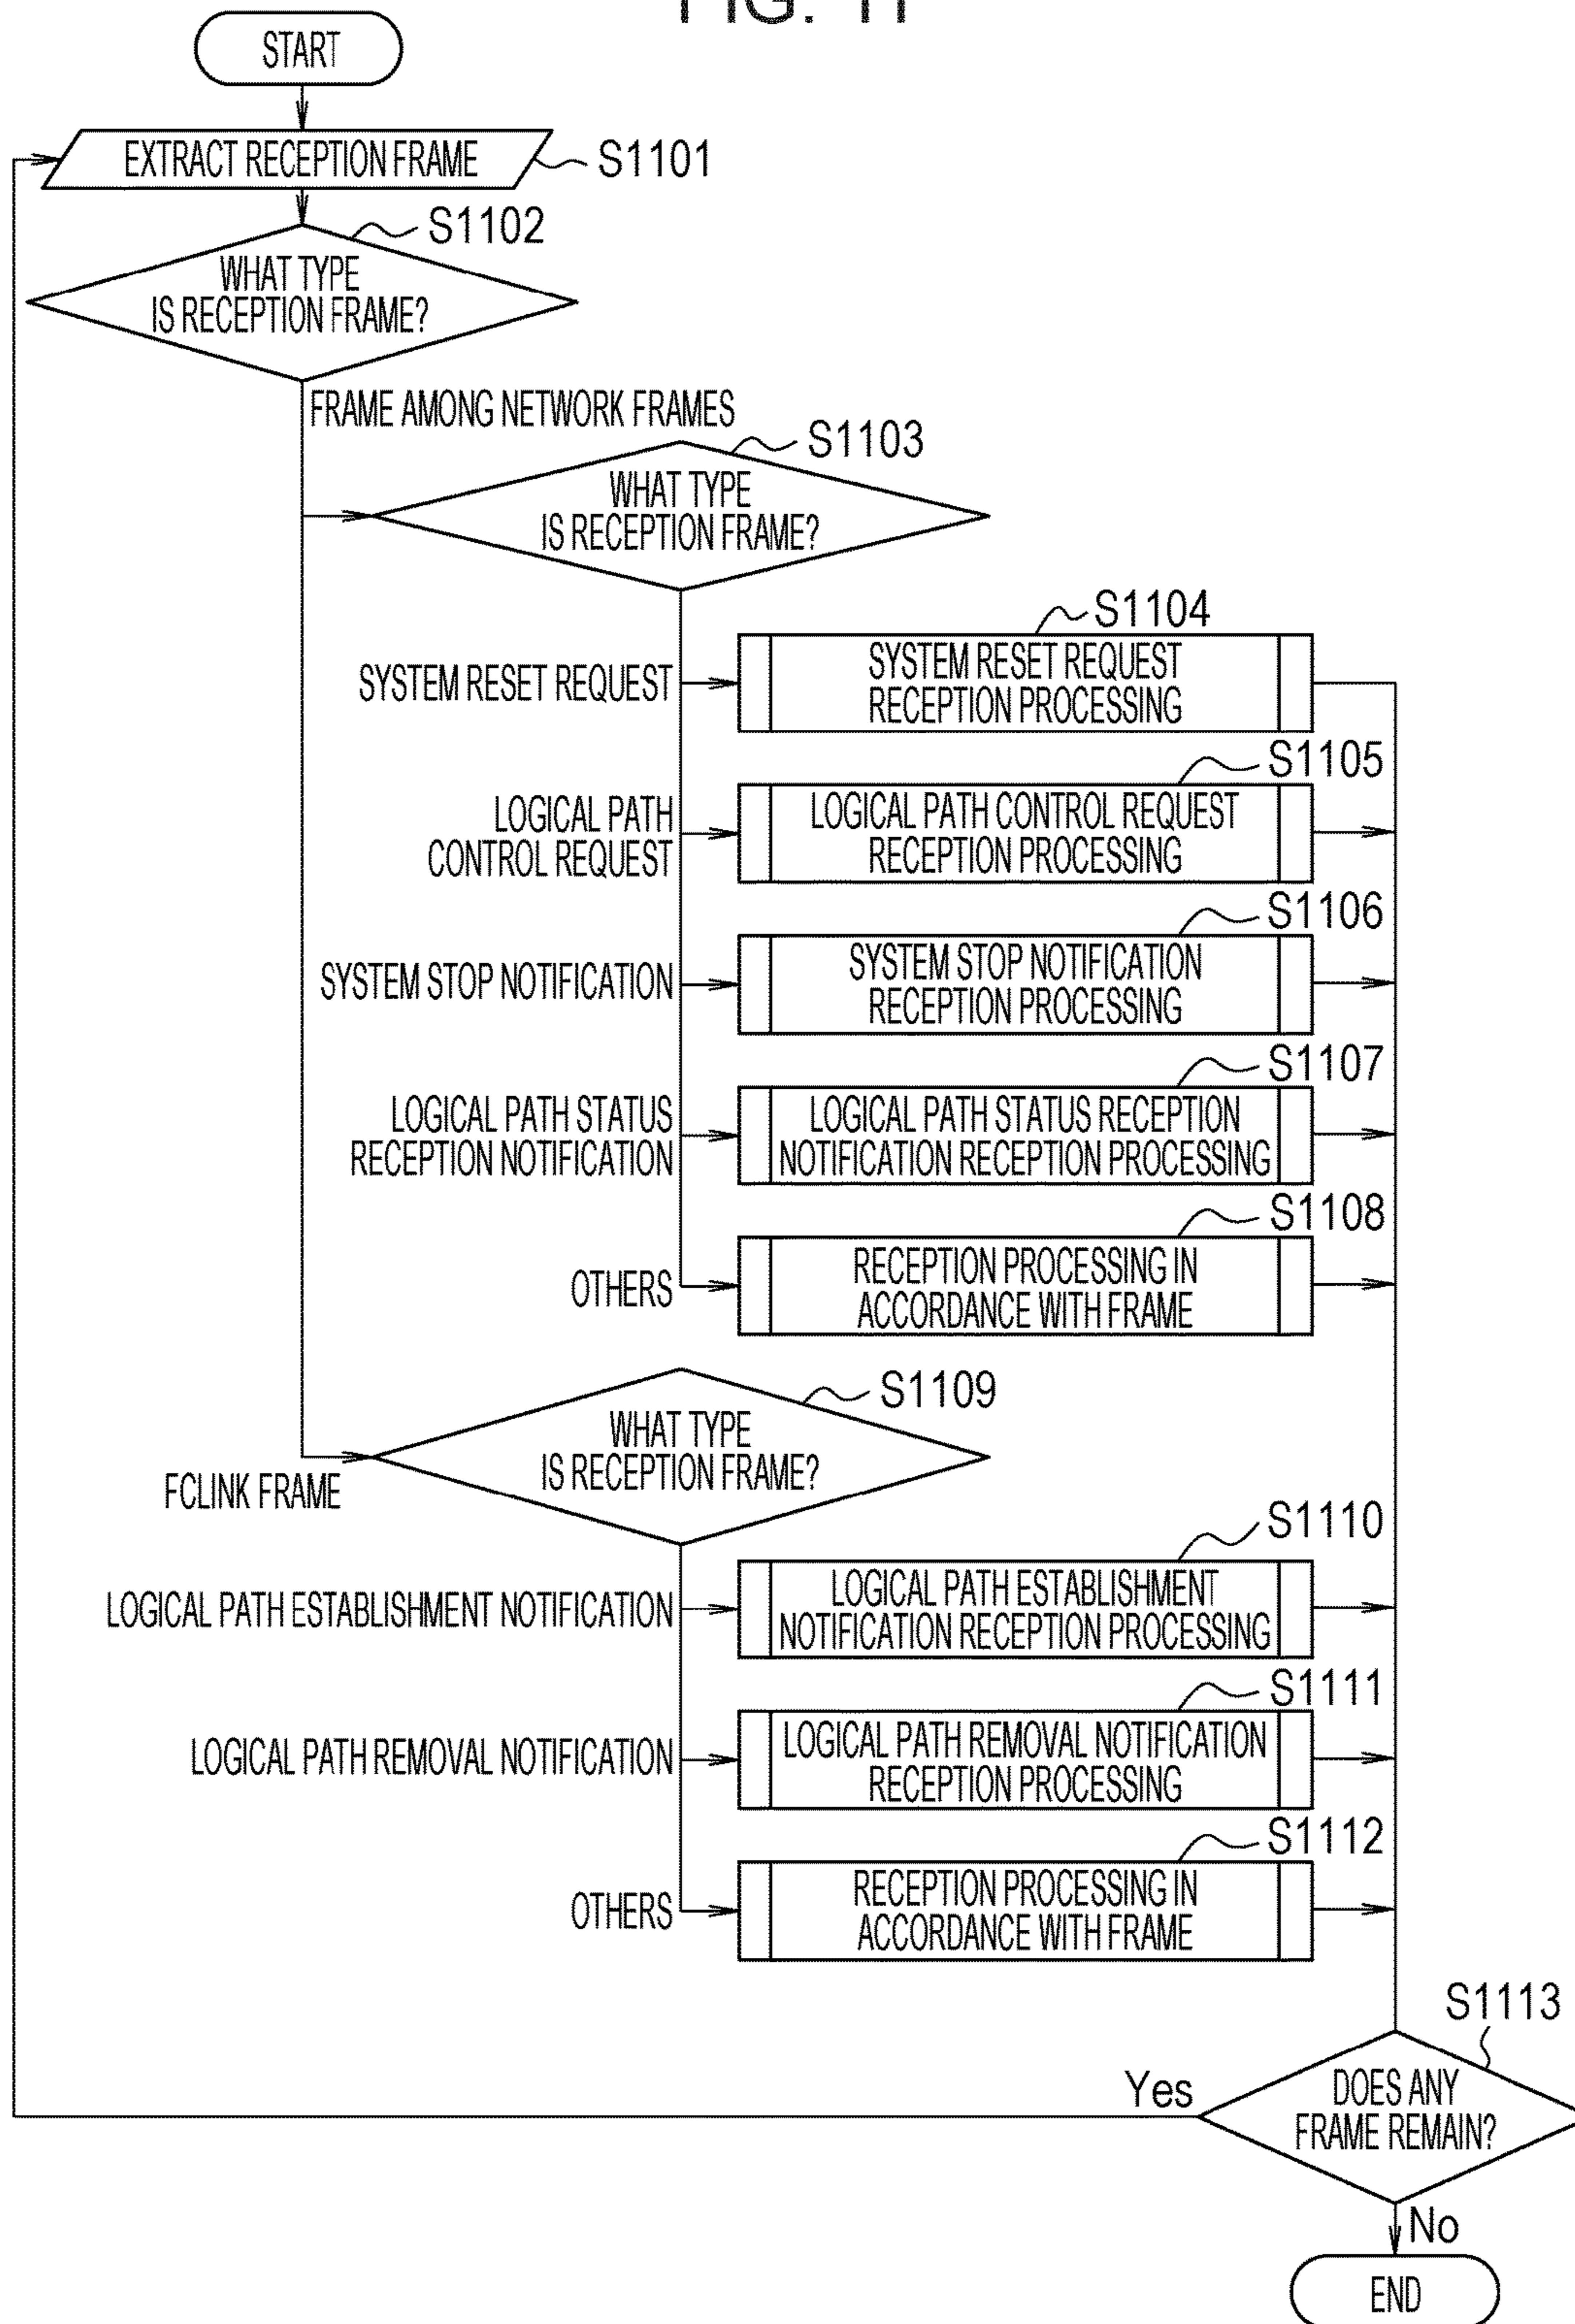 FIG. 11
START
EXTRACT RECEPTION FRAME
S1101
S1102
WHAT TYPE
IS RECEPTION FRAME?
FRAME AMONG NETWORK FRAMES
S1103
WHAT TYPE
IS RECEPTION FRAME?
S1104
SYSTEM RESET REQUEST
SYSTEM RESET REQUEST
RECEPTION PROCESSING
S1105
LOGICAL PATH
CONTROL REQUEST
LOGICAL PATH CONTROL REQUEST
RECEPTION PROCESSING
S1106
SYSTEM STOP NOTIFICATION
SYSTEM STOP NOTIFICATION
RECEPTION PROCESSING
S1107
LOGICAL PATH STATUS
RECEPTION NOTIFICATION
LOGICAL PATH STATUS RECEPTION
NOTIFICATION RECEPTION PROCESSING
S1108
OTHERS
RECEPTION PROCESSING IN
ACCORDANCE WITH FRAME
S1109
WHAT TYPE
IS RECEPTION FRAME?
FCLINK FRAME
S1110
LOGICAL PATH ESTABLISHMENT NOTIFICATION
LOGICAL PATH ESTABLISHMENT
NOTIFICATION RECEPTION PROCESSING
S1111
LOGICAL PATH REMOVAL NOTIFICATION
LOGICAL PATH REMOVAL NOTIFICATION
RECEPTION PROCESSING
S1112
OTHERS
RECEPTION PROCESSING IN
ACCORDANCE WITH FRAME
S1113
Yes
DOES ANY
FRAME REMAIN?
No
END